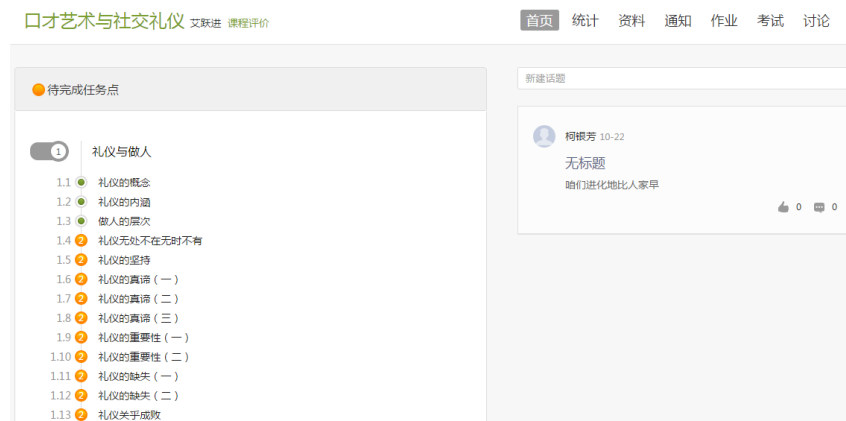 口才艺术与社交礼仪 艾跃进 课程评价
首页 统计 资料 通知 作业 考试 讨论
待完成任务点
1 礼仪与做人
1.1 礼仪的概念
1.2 礼仪的内涵
1.3 做人的层次
1.4 2 礼仪无处不在无时不有
1.5 2 礼仪的坚持
1.6 2 礼仪的真谛（一）
1.7 2 礼仪的真谛（二）
1.8 2 礼仪的真谛（三）
1.9 2 礼仪的重要性（一）
1.10 2 礼仪的重要性（二）
1.11 2 礼仪的缺失（一）
1.12 2 礼仪的缺失（二）
1.13 2 礼仪关乎成败
新建话题
柯银芳 10-22
无标题
咱们进化地比人家早
0 0